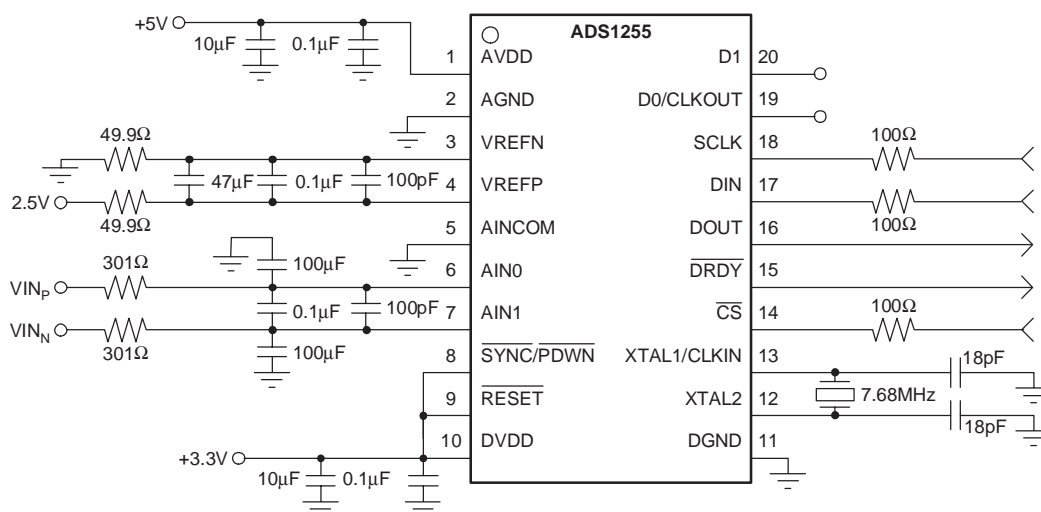 ADS1255
+5V
10μF
0.1μF
1 AVDD
2 AGND
3 VREFN
4 VREFP
5 AINCOM
6 AIN0
7 AIN1
8 SYNC/PDWN
9 RESET
10 DVDD
D1 20
D0/CLKOUT 19
SCLK 18
DIN 17
DOUT 16
DRDY 15
CS 14
XTAL1/CLKIN 13
XTAL2 12
DGND 11
49.9Ω
47μF
0.1μF
100pF
2.5V
49.9Ω
100μF
301Ω
VINP
0.1μF
100pF
VINN
301Ω
100μF
+3.3V
10μF
0.1μF
100Ω
100Ω
100Ω
18pF
7.68MHz
18pF